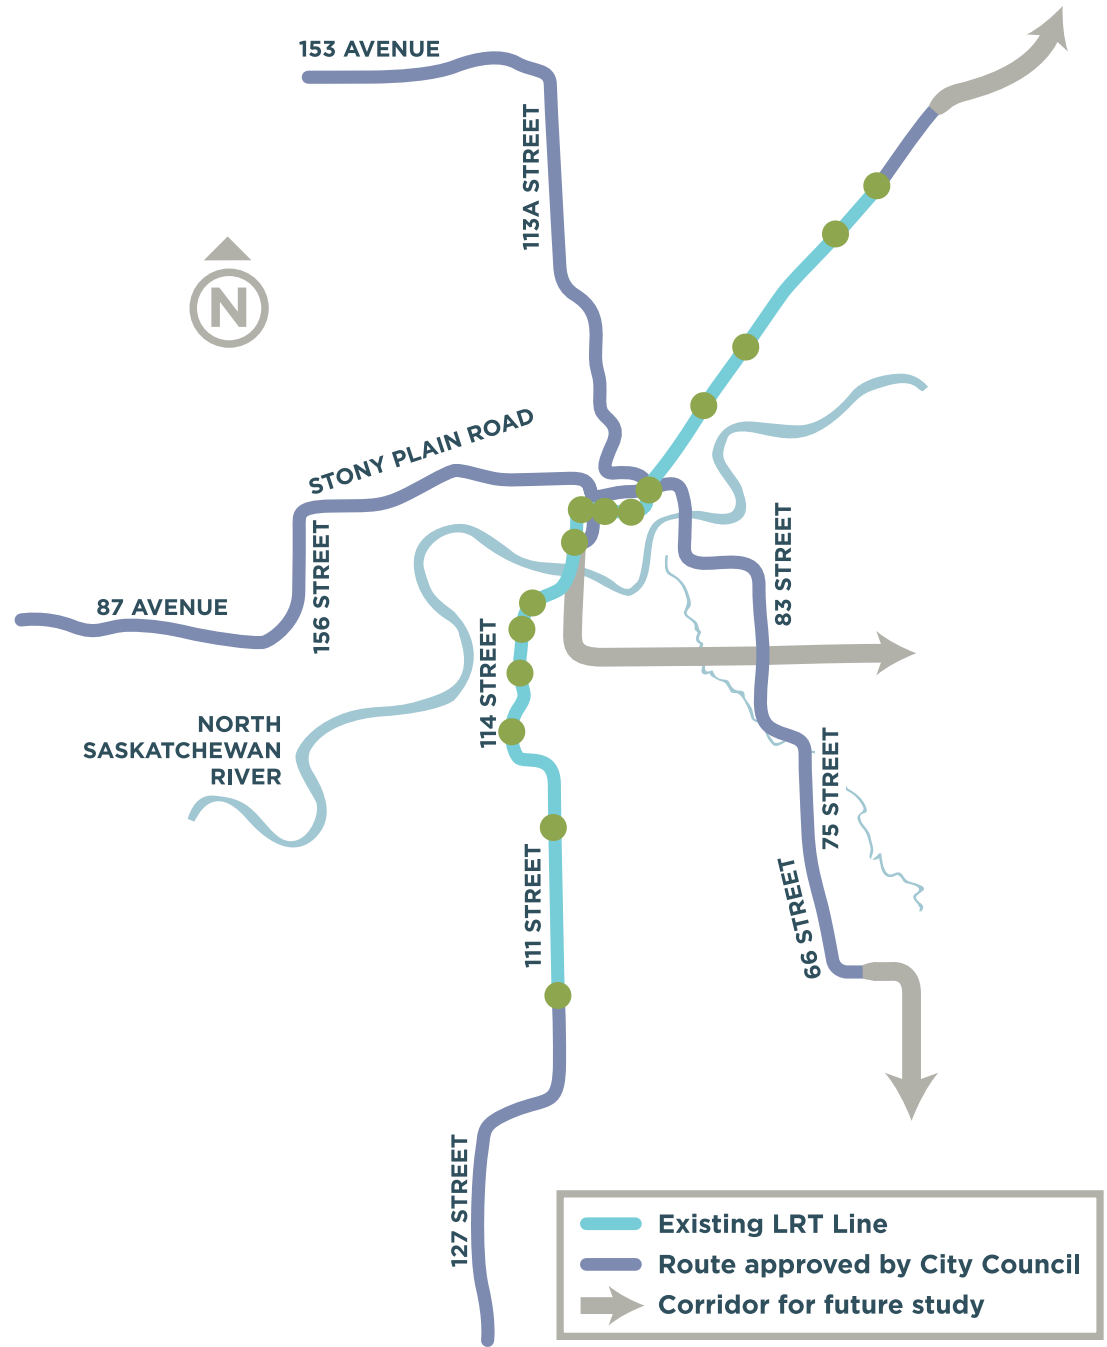 153 AVENUE
113A STREET
N
STONY PLAIN ROAD
156 STREET
87 AVENUE
83 STREET
114 STREET
NORTH
SASKATCHEWAN
RIVER
75 STREET
111 STREET
66 STREET
127 STREET
Existing LRT Line
Route approved by City Council
Corridor for future study